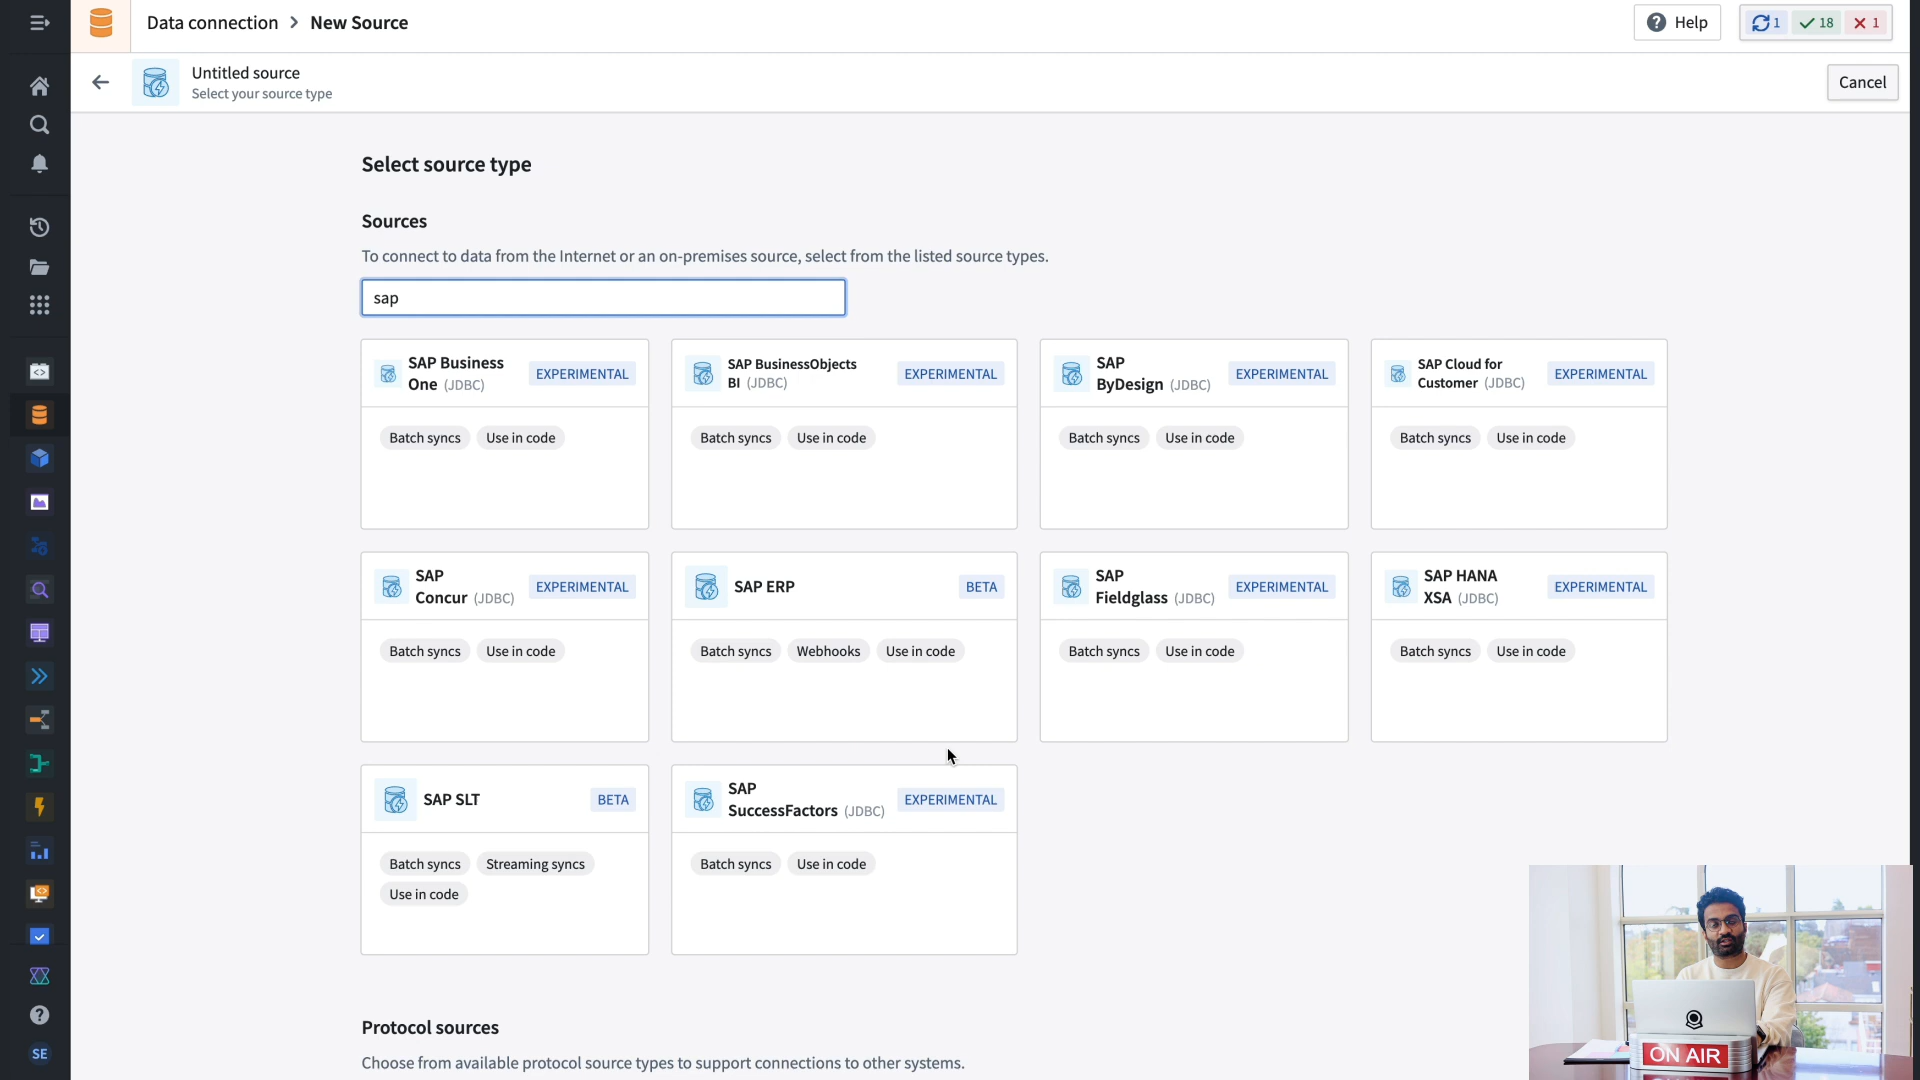 Data connection > New Source
Help
1
18
1
Untitled source
Select your source type
Cancel
Select source type
Sources
To connect to data from the Internet or an on-premises source, select from the listed source types.
sap
SAP Business
One (JDBC)
EXPERIMENTAL
Batch syncs
Use in code
SAP BusinessObjects
BI (JDBC)
EXPERIMENTAL
Batch syncs
Use in code
SAP
ByDesign (JDBC)
EXPERIMENTAL
Batch syncs
Use in code
SAP Cloud for
Customer (JDBC)
EXPERIMENTAL
Batch syncs
Use in code
SAP
Concur (JDBC)
EXPERIMENTAL
Batch syncs
Use in code
SAP ERP
BETA
Batch syncs
Webhooks
Use in code
SAP
Fieldglass (JDBC)
EXPERIMENTAL
Batch syncs
Use in code
SAP HANA
XSA (JDBC)
EXPERIMENTAL
Batch syncs
Use in code
SAP SLT
BETA
Batch syncs
Streaming syncs
Use in code
SAP
SuccessFactors (JDBC)
EXPERIMENTAL
Batch syncs
Use in code
Protocol sources
Choose from available protocol source types to support connections to other systems.
SE
ON AIR